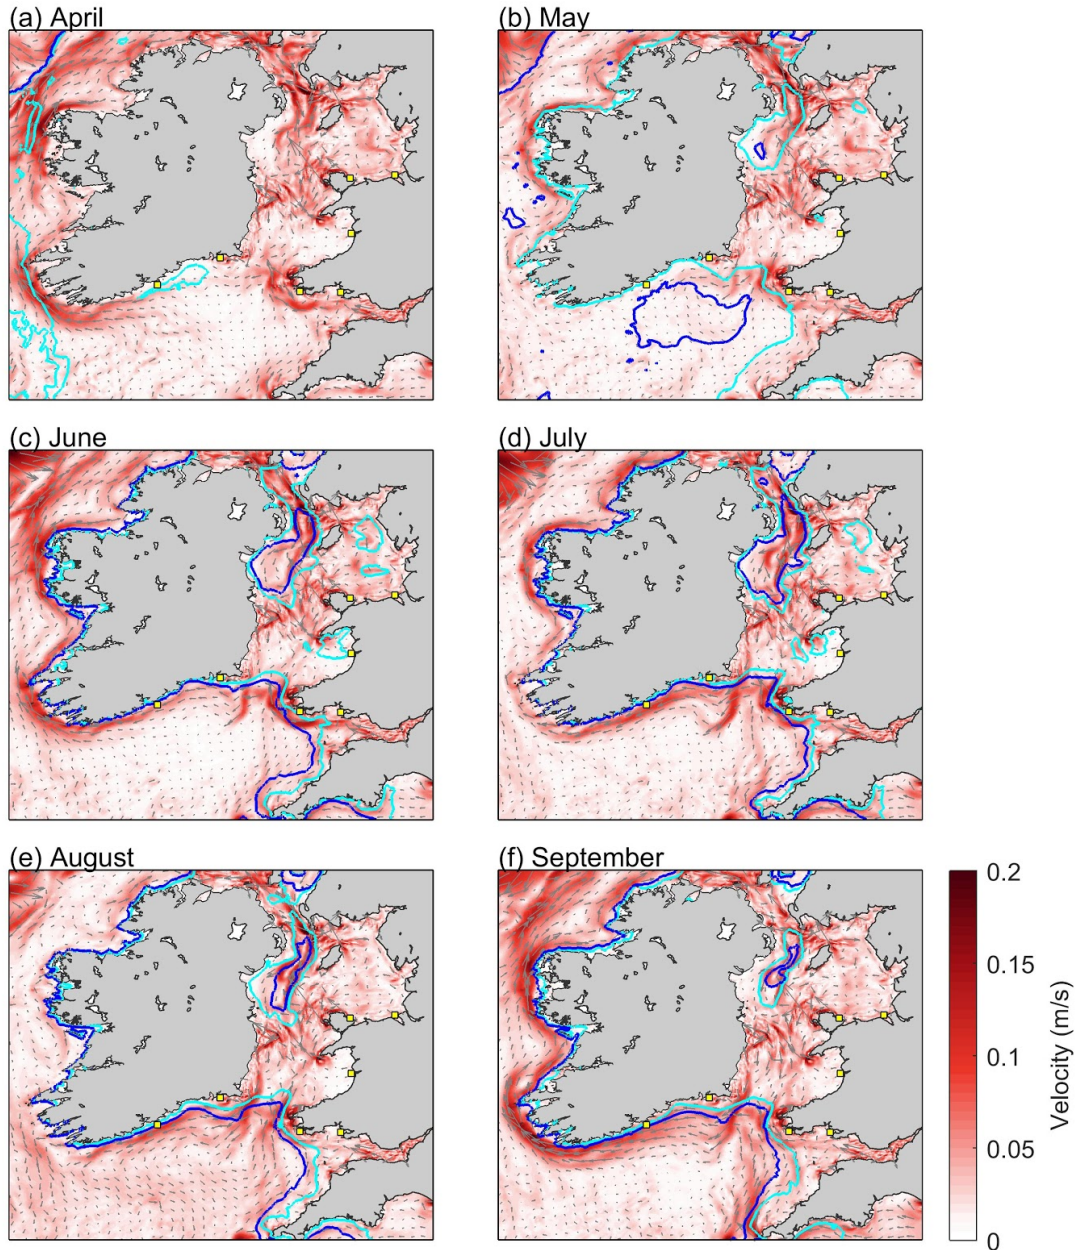 (a) April
(b) May
(c) June
(d) July
(e) August
(f) September
0.2
0.15
0.1
0.05
0
Velocity (m/s)